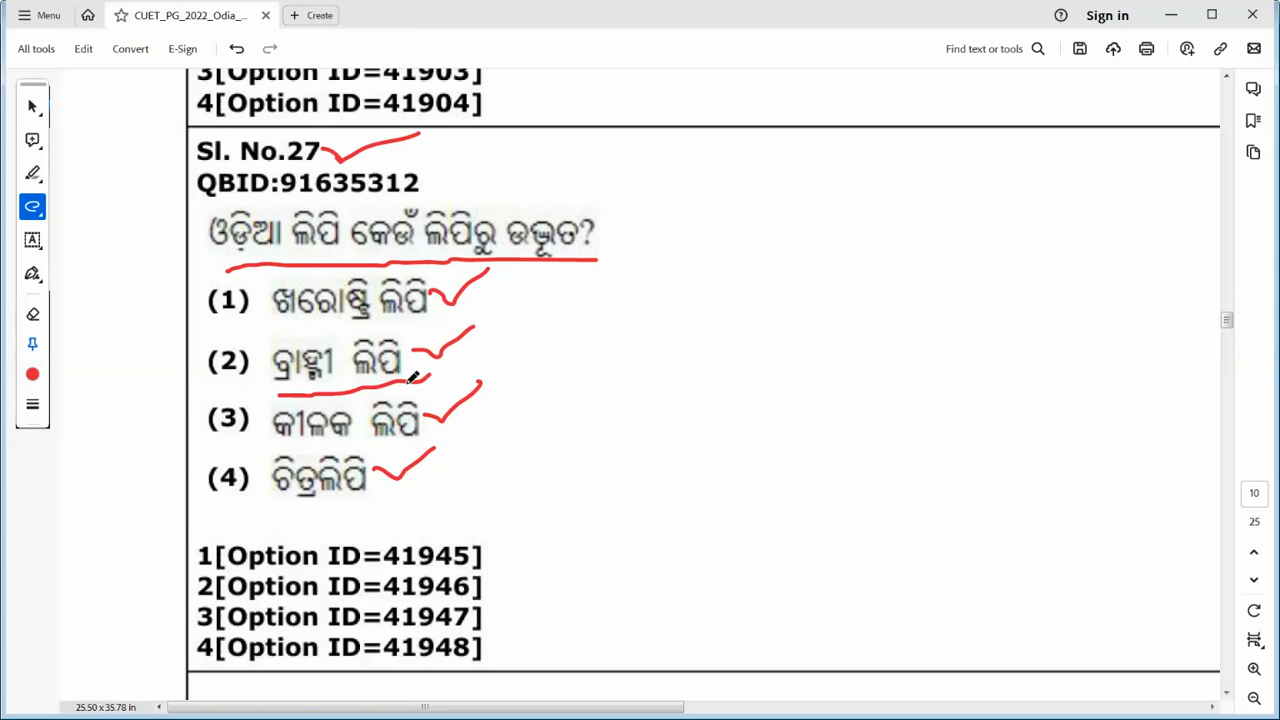 Menu CUET_PG_2022_Odia_... Create Sign in
All tools Edit Convert E-Sign Find text or tools
3[Option ID=41903]
4[Option ID=41904]
Sl. No.27
QBID:91635312
ଓଡ଼ିଆ ଲିପି କେଉଁ ଲିପିରୁ ଉଦ୍ଭୂତ?
(1) ଖରୋଷ୍ଟ୍ରି ଲିପି
(2) ବ୍ରାହ୍ମୀ ଲିପି
(3) କୀଳକ ଲିପି
(4) ଚିତ୍ରଲିପି
1[Option ID=41945]
2[Option ID=41946]
3[Option ID=41947]
4[Option ID=41948]
10
25
25.50 x 35.78 in